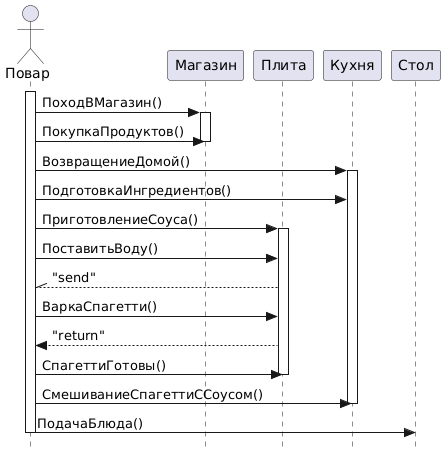 Повар
Магазин
Плита
Кухня
Стол
ПоходВМагазин()
ПокупкаПродуктов()
ВозвращениеДомой()
ПодготовкаИнгредиентов()
ПриготовлениеСоуса()
ПоставитьВоду()
"send"
ВаркаСпагетти()
"return"
СпагеттиГотовы()
СмешиваниеСпагеттиССоусом()
ПодачаБлюда()